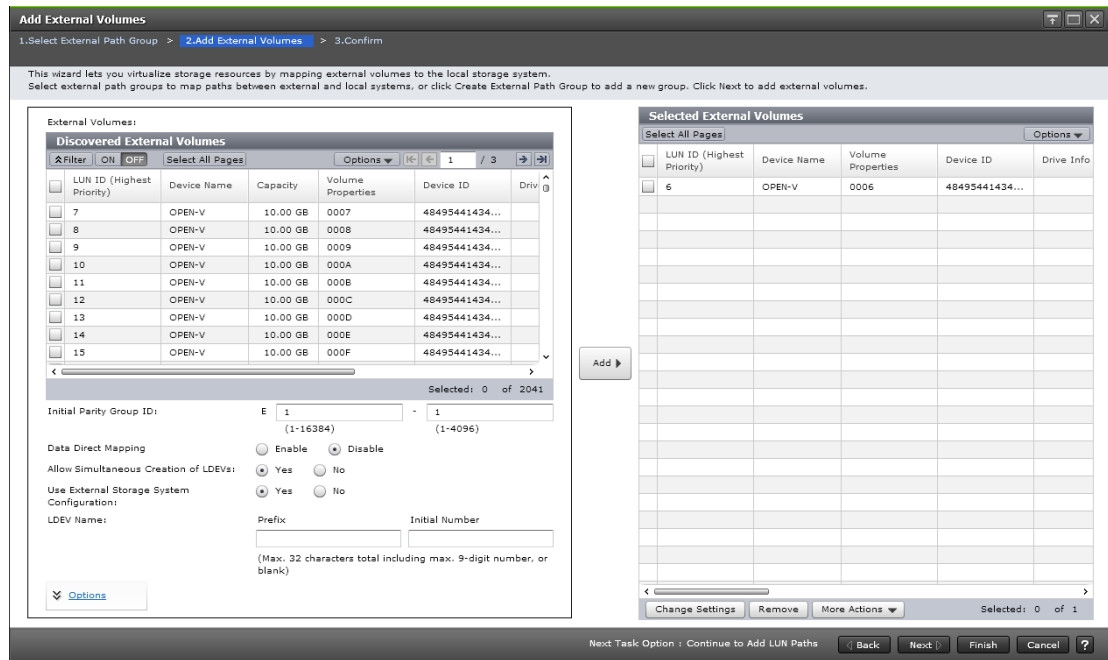 Add External Volumes
1.Select External Path Group > 2.Add External Volumes > 3.Confirm
This wizard lets you virtualize storage resources by mapping external volumes to the local storage system.
Select external path groups to map paths between external and local systems, or click Create External Path Group to add a new group. Click Next to add external volumes.
External Volumes:
Discovered External Volumes
Filter ON OFF Select All Pages Options 1 / 3
LUN ID (Highest Priority) Device Name Capacity Volume Properties Device ID Driv
7 OPEN-V 10.00 GB 0007 48495441434...
8 OPEN-V 10.00 GB 0008 48495441434...
9 OPEN-V 10.00 GB 0009 48495441434...
10 OPEN-V 10.00 GB 000A 48495441434...
11 OPEN-V 10.00 GB 000B 48495441434...
12 OPEN-V 10.00 GB 000C 48495441434...
13 OPEN-V 10.00 GB 000D 48495441434...
14 OPEN-V 10.00 GB 000E 48495441434...
15 OPEN-V 10.00 GB 000F 48495441434...
Selected: 0 of 2041
Initial Parity Group ID: E 1 - 1
(1-16384) (1-4096)
Data Direct Mapping Enable Disable
Allow Simultaneous Creation of LDEVs: Yes No
Use External Storage System Configuration: Yes No
LDEV Name: Prefix Initial Number
(Max. 32 characters total including max. 9-digit number, or
blank)
Options
Add
Selected External Volumes
Select All Pages Options
LUN ID (Highest Priority) Device Name Volume Properties Device ID Drive Info
6 OPEN-V 0006 48495441434...
Change Settings Remove More Actions Selected: 0 of 1
Next Task Option : Continue to Add LUN Paths Back Next Finish Cancel ?